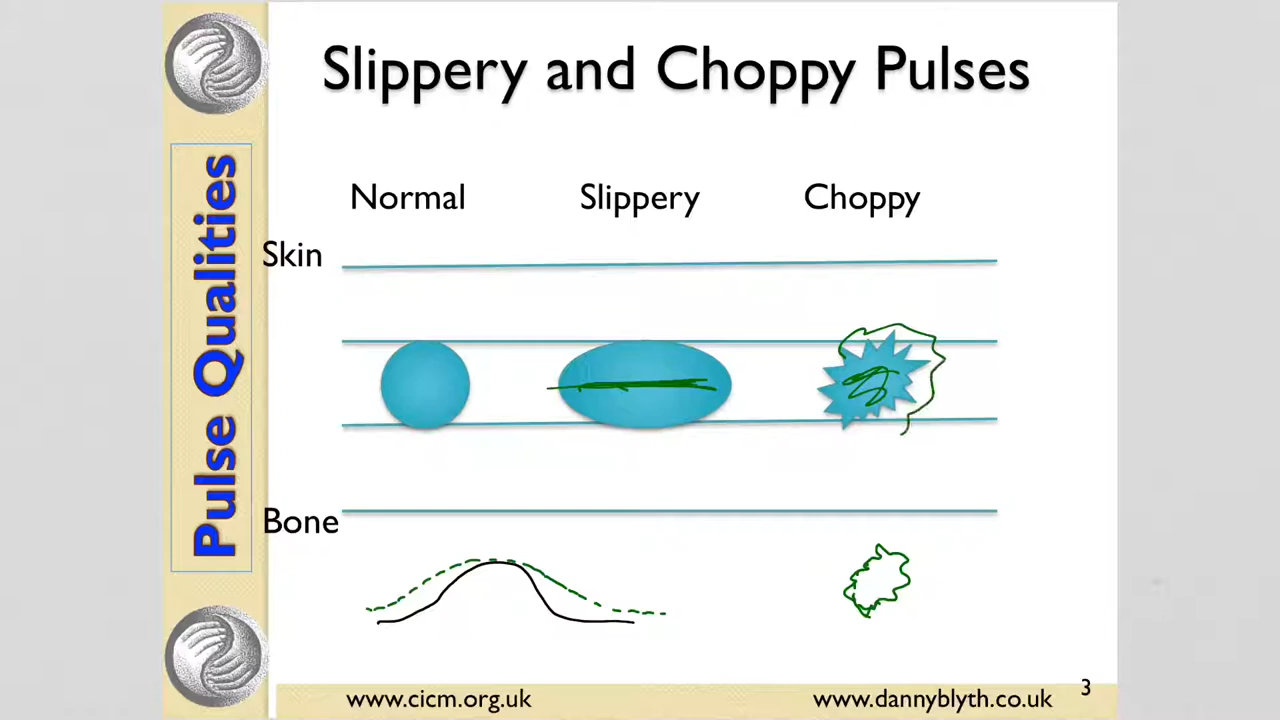 Slippery and Choppy Pulses
Pulse Qualities
Normal Slippery Choppy
Skin
Bone
www.cicm.org.uk www.dannyblyth.co.uk 3